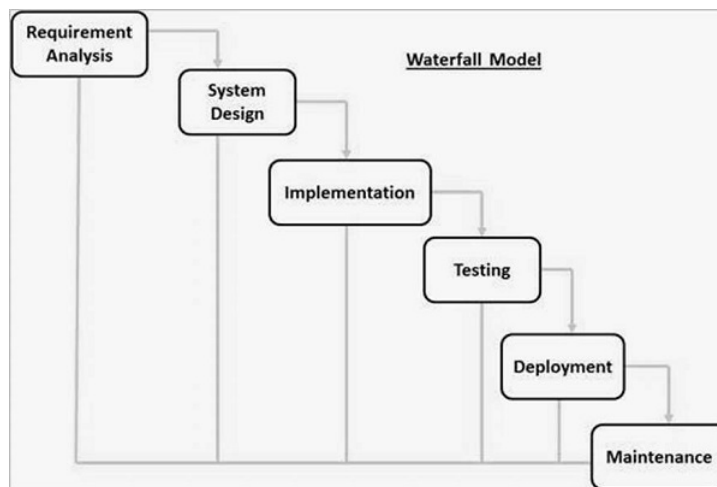 Requirement
Analysis
Waterfall Model
System
Design
Implementation
Testing
Deployment
Maintenance